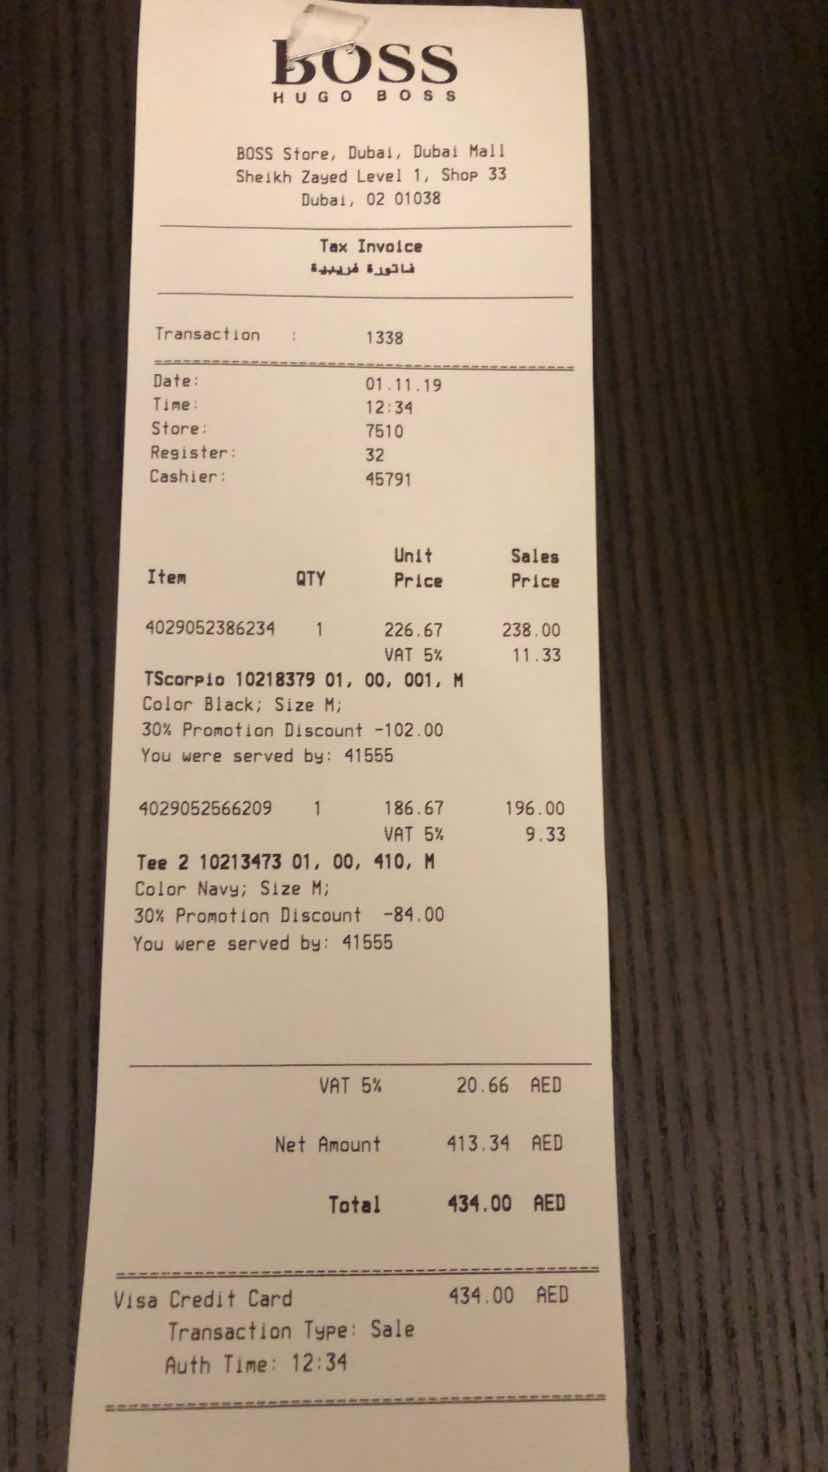 BOSS
HUGO BOSS
BOSS Store, Dubai, Dubai Mall
Sheikh Zayed Level 1, Shop 33
Dubai, 02 01038
Tax Invoice
فاتورة ضريبية
Transaction : 1338
Date: 01.11.19
Time: 12:34
Store: 7510
Register: 32
Cashier: 45791
Unit Sales
Item QTY Price Price
4029052386234 1 226.67 238.00
VAT 5% 11.33
TScorpio 10218379 01, 00, 001, M
Color Black; Size M;
30% Promotion Discount -102.00
You were served by: 41555
4029052566209 1 186.67 196.00
VAT 5% 9.33
Tee 2 10213473 01, 00, 410, M
Color Navy; Size M;
30% Promotion Discount -84.00
You were served by: 41555
VAT 5% 20.66 AED
Net Amount 413.34 AED
Total 434.00 AED
Visa Credit Card 434.00 AED
Transaction Type: Sale
Auth Time: 12:34